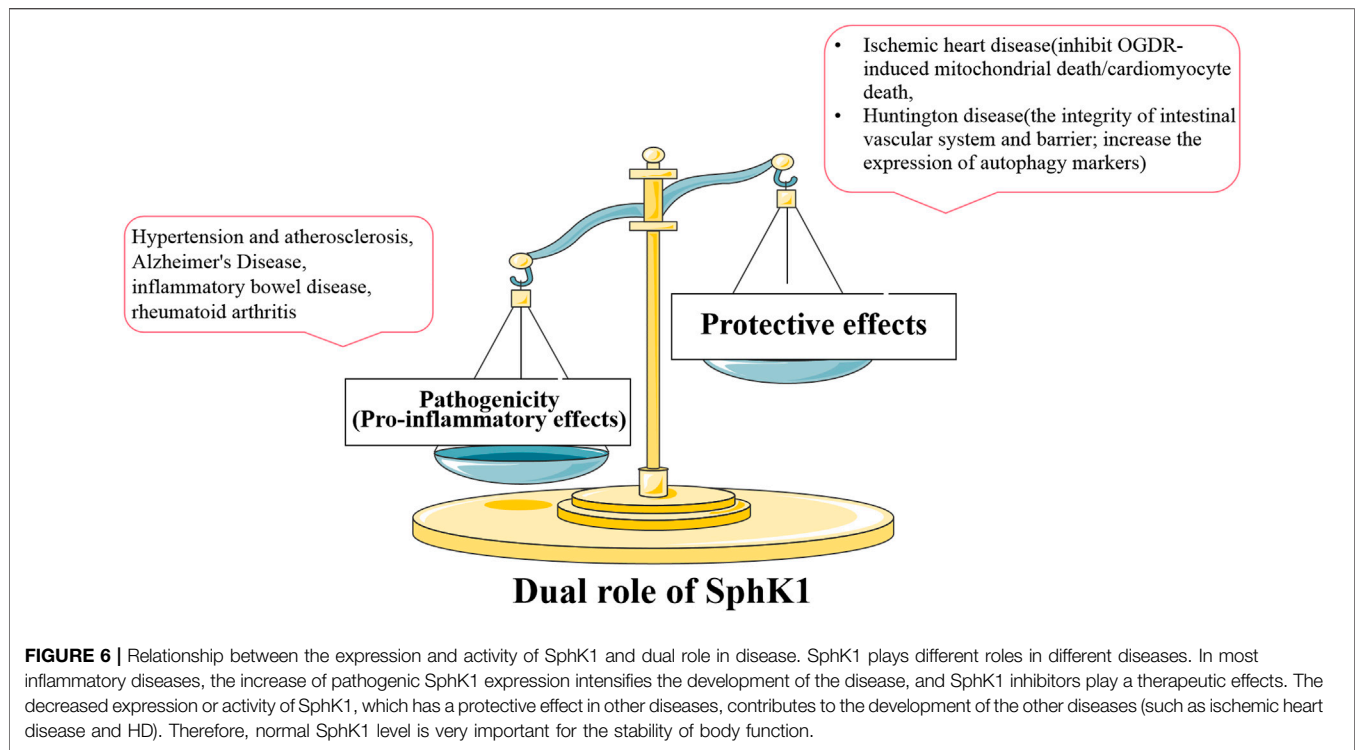 • Ischemic heart disease(inhibit OGDR-
induced mitochondrial death/cardiomyocyte
death,
• Huntington disease(the integrity of intestinal
vascular system and barrier; increase the
expression of autophagy markers)
Hypertension and atherosclerosis,
Alzheimer's Disease,
inflammatory bowel disease,
rheumatoid arthritis
Protective effects
Pathogenicity
(Pro-inflammatory effects)
Dual role of SphK1
FIGURE 6 | Relationship between the expression and activity of SphK1 and dual role in disease. SphK1 plays different roles in different diseases. In most
inflammatory diseases, the increase of pathogenic SphK1 expression intensifies the development of the disease, and SphK1 inhibitors play a therapeutic effects. The
decreased expression or activity of SphK1, which has a protective effect in other diseases, contributes to the development of the other diseases (such as ischemic heart
disease and HD). Therefore, normal SphK1 level is very important for the stability of body function.